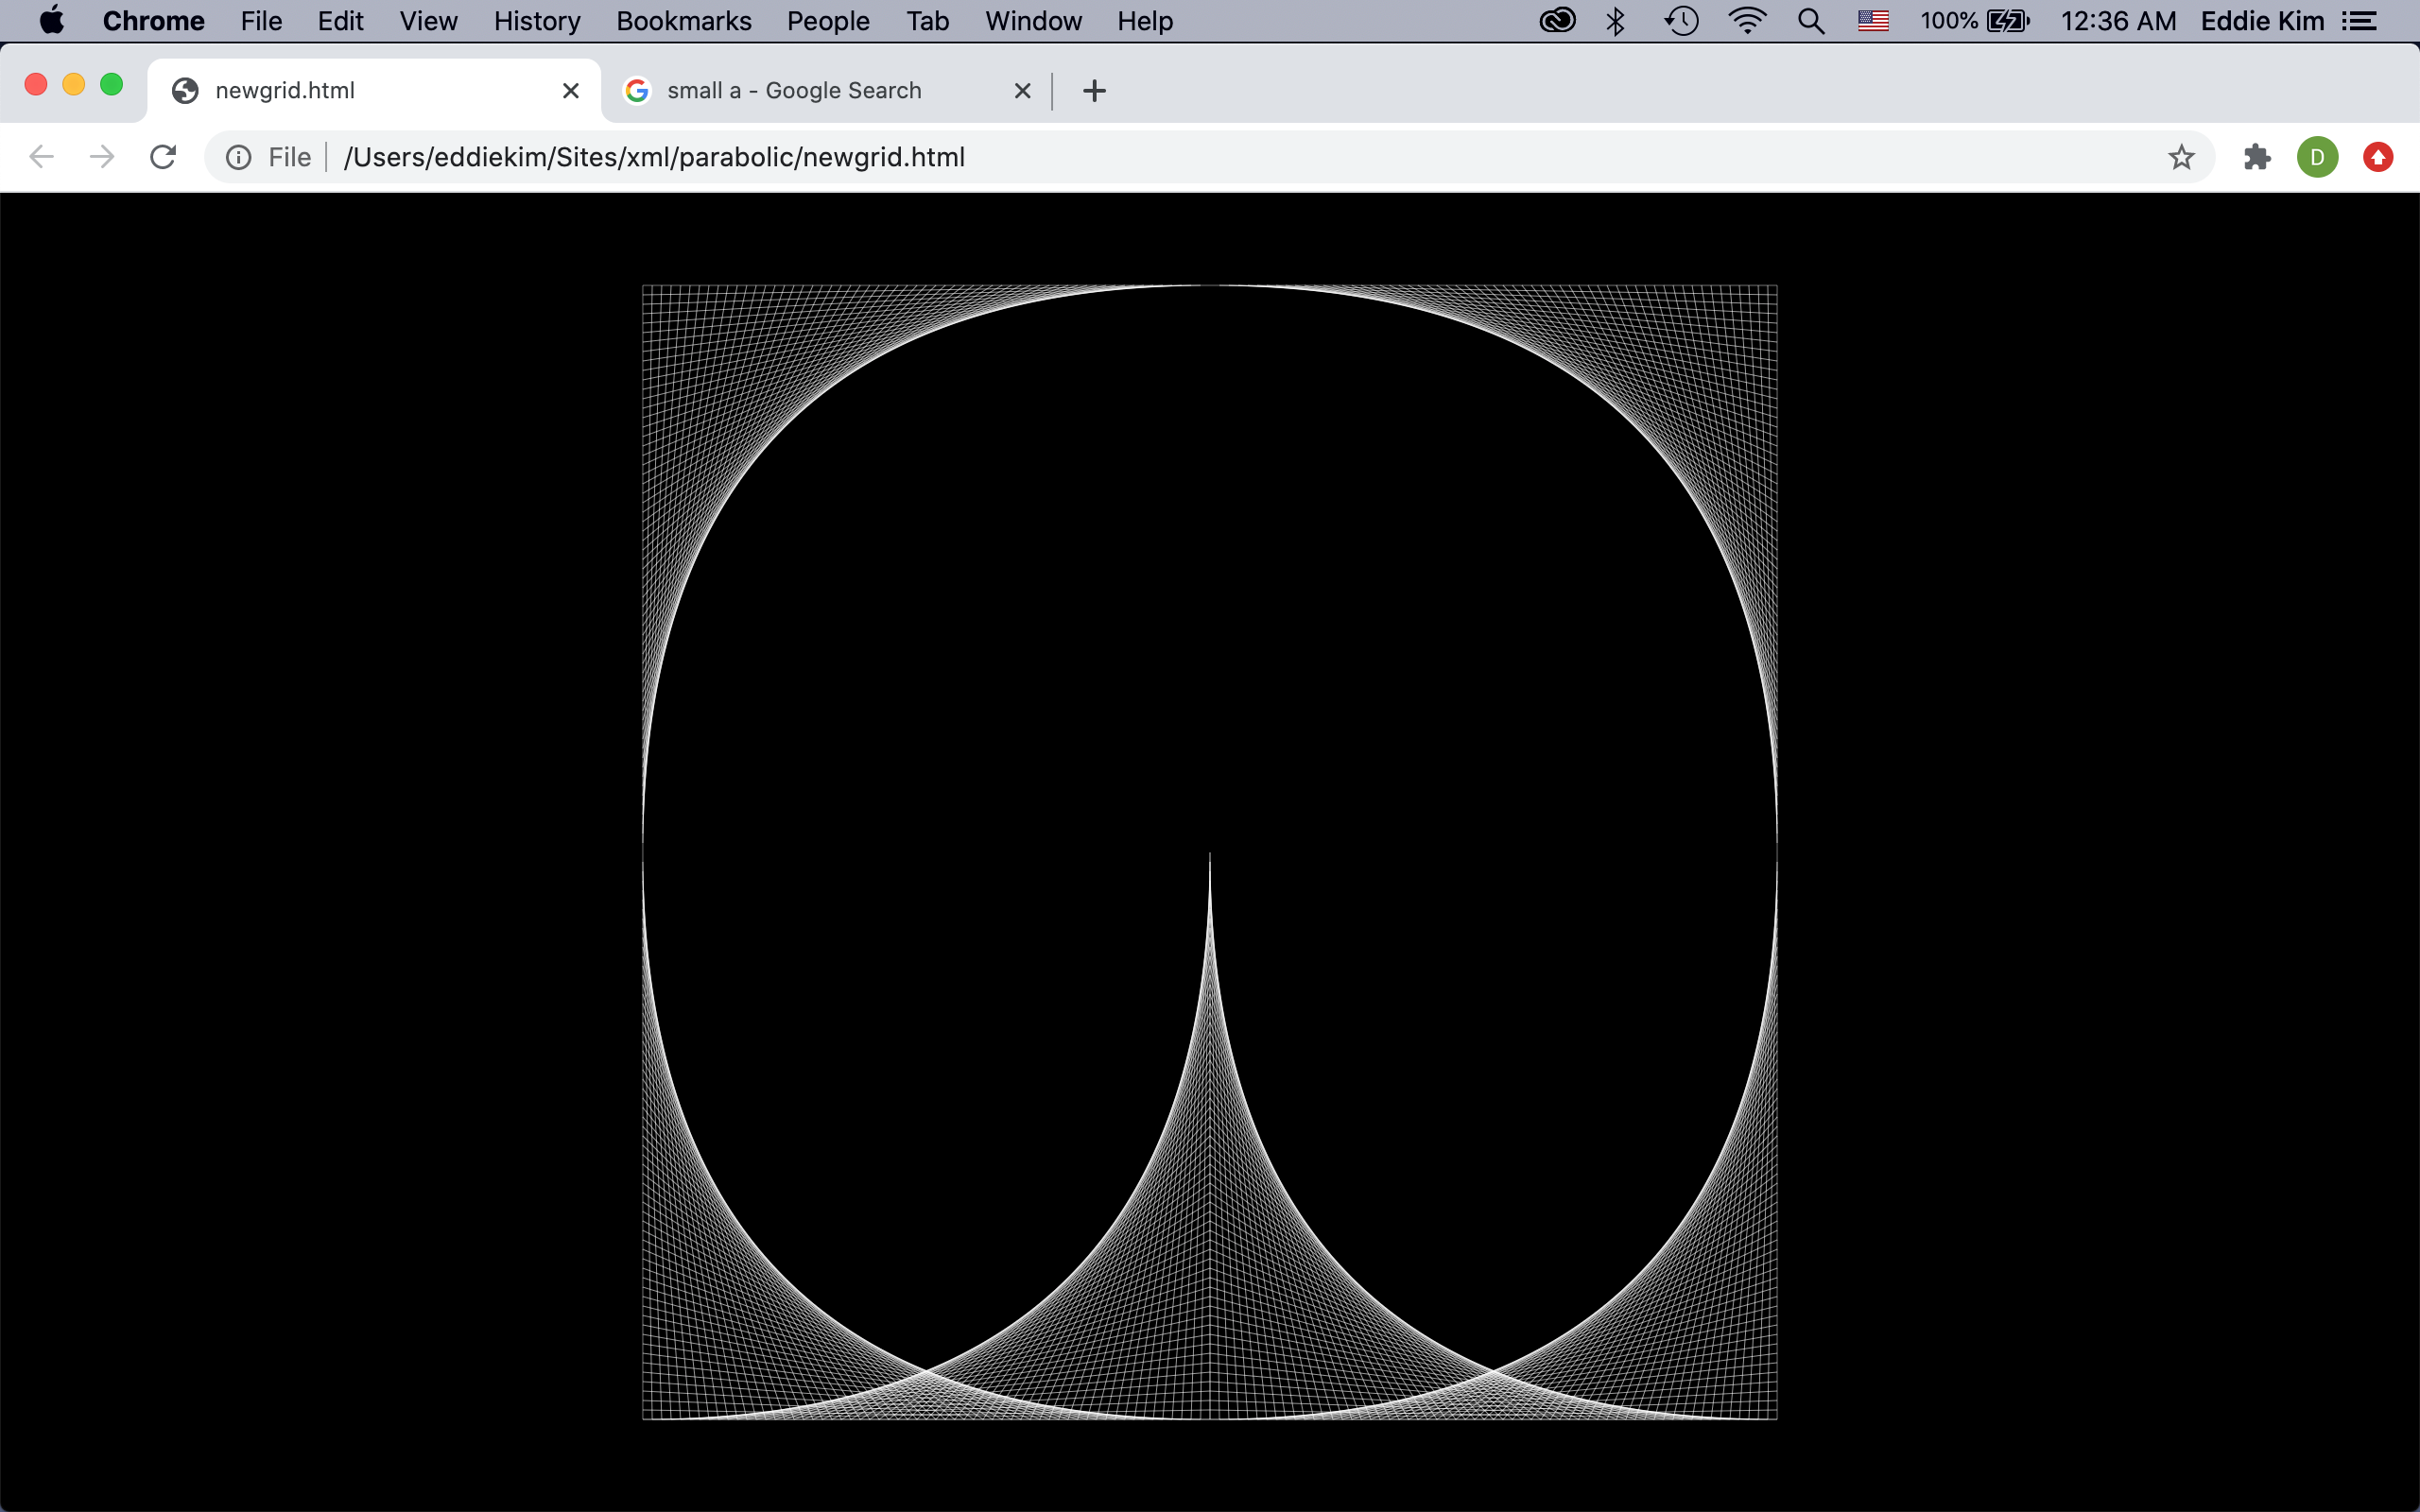 Chrome File Edit View History Bookmarks People Tab Window Help 100% 12:36 AM Eddie Kim
newgrid.html small a - Google Search
File /Users/eddiekim/Sites/xml/parabolic/newgrid.html D